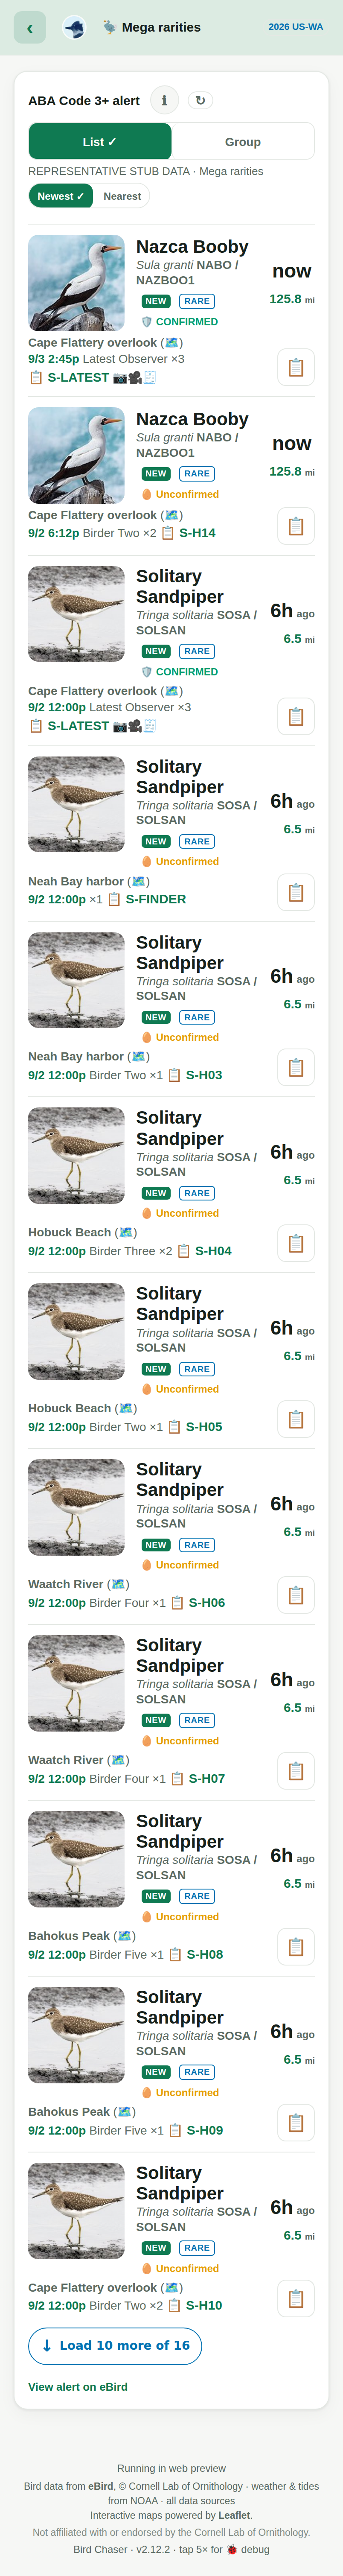 ‹ Mega rarities 2026 US-WA
ABA Code 3+ alert ℹ ↻
List ✓ Group
REPRESENTATIVE STUB DATA · Mega rarities
Newest ✓ Nearest
Nazca Booby
Sula granti NABO /
NAZBOO1
now
125.8 mi
NEW RARE
CONFIRMED
Cape Flattery overlook (🗺️)
9/3 2:45p Latest Observer ×3
📋 S-LATEST 📷🎥🧾
Nazca Booby
Sula granti NABO /
NAZBOO1
now
125.8 mi
NEW RARE
Unconfirmed
Cape Flattery overlook (🗺️)
9/2 6:12p Birder Two ×2 📋 S-H14
Solitary
Sandpiper
Tringa solitaria SOSA /
SOLSAN
6h ago
6.5 mi
NEW RARE
CONFIRMED
Cape Flattery overlook (🗺️)
9/2 12:00p Latest Observer ×3
📋 S-LATEST 📷🎥🧾
Solitary
Sandpiper
Tringa solitaria SOSA /
SOLSAN
6h ago
6.5 mi
NEW RARE
Unconfirmed
Neah Bay harbor (🗺️)
9/2 12:00p ×1 📋 S-FINDER
Solitary
Sandpiper
Tringa solitaria SOSA /
SOLSAN
6h ago
6.5 mi
NEW RARE
Unconfirmed
Neah Bay harbor (🗺️)
9/2 12:00p Birder Two ×1 📋 S-H03
Solitary
Sandpiper
Tringa solitaria SOSA /
SOLSAN
6h ago
6.5 mi
NEW RARE
Unconfirmed
Hobuck Beach (🗺️)
9/2 12:00p Birder Three ×2 📋 S-H04
Solitary
Sandpiper
Tringa solitaria SOSA /
SOLSAN
6h ago
6.5 mi
NEW RARE
Unconfirmed
Hobuck Beach (🗺️)
9/2 12:00p Birder Two ×1 📋 S-H05
Solitary
Sandpiper
Tringa solitaria SOSA /
SOLSAN
6h ago
6.5 mi
NEW RARE
Unconfirmed
Waatch River (🗺️)
9/2 12:00p Birder Four ×1 📋 S-H06
Solitary
Sandpiper
Tringa solitaria SOSA /
SOLSAN
6h ago
6.5 mi
NEW RARE
Unconfirmed
Waatch River (🗺️)
9/2 12:00p Birder Four ×1 📋 S-H07
Solitary
Sandpiper
Tringa solitaria SOSA /
SOLSAN
6h ago
6.5 mi
NEW RARE
Unconfirmed
Bahokus Peak (🗺️)
9/2 12:00p Birder Five ×1 📋 S-H08
Solitary
Sandpiper
Tringa solitaria SOSA /
SOLSAN
6h ago
6.5 mi
NEW RARE
Unconfirmed
Bahokus Peak (🗺️)
9/2 12:00p Birder Five ×1 📋 S-H09
Solitary
Sandpiper
Tringa solitaria SOSA /
SOLSAN
6h ago
6.5 mi
NEW RARE
Unconfirmed
Cape Flattery overlook (🗺️)
9/2 12:00p Birder Two ×2 📋 S-H10
↓ Load 10 more of 16
View alert on eBird
Running in web preview
Bird data from eBird, © Cornell Lab of Ornithology · weather & tides
from NOAA · all data sources
Interactive maps powered by Leaflet.
Not affiliated with or endorsed by the Cornell Lab of Ornithology.
Bird Chaser · v2.12.2 · tap 5× for 🐞 debug